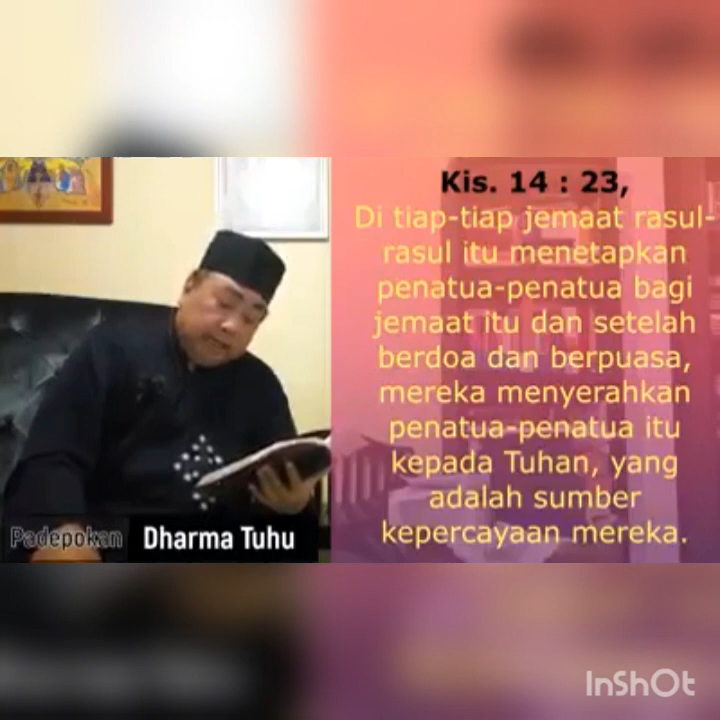 Kis. 14 : 23,
Di tiap-tiap jemaat rasul-
rasul itu menetapkan
penatua-penatua bagi
jemaat itu dan setelah
berdoa dan berpuasa,
mereka menyerahkan
penatua-penatua itu
kepada Tuhan, yang
adalah sumber
kepercayaan mereka.
Padepokan Dharma Tuhu
InShOt